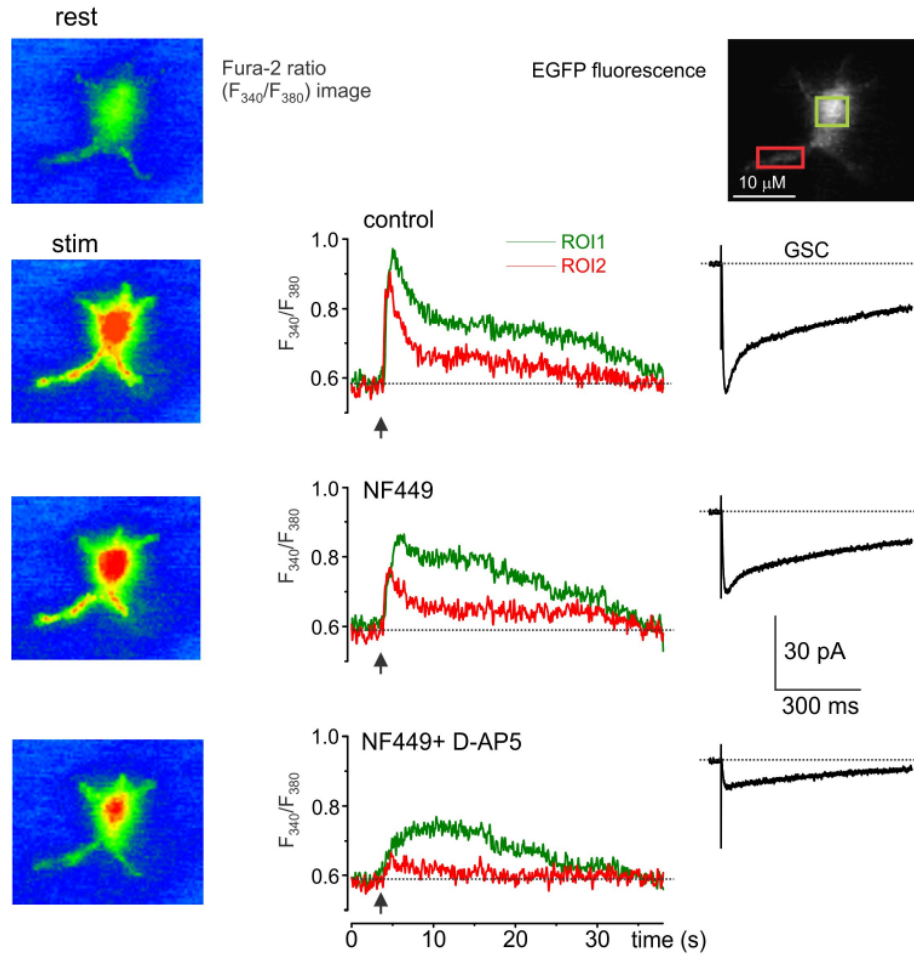 rest
Fura-2 ratio
(F340/F380) image
EGFP fluorescence
10 µM
stim
control
ROI1
ROI2
GSC
F340/F380
1.0
0.8
0.6
NF449
F340/F380
1.0
0.8
0.6
30 pA
300 ms
NF449+ D-AP5
F340/F380
1.0
0.8
0.6
0 10 20 30 time (s)